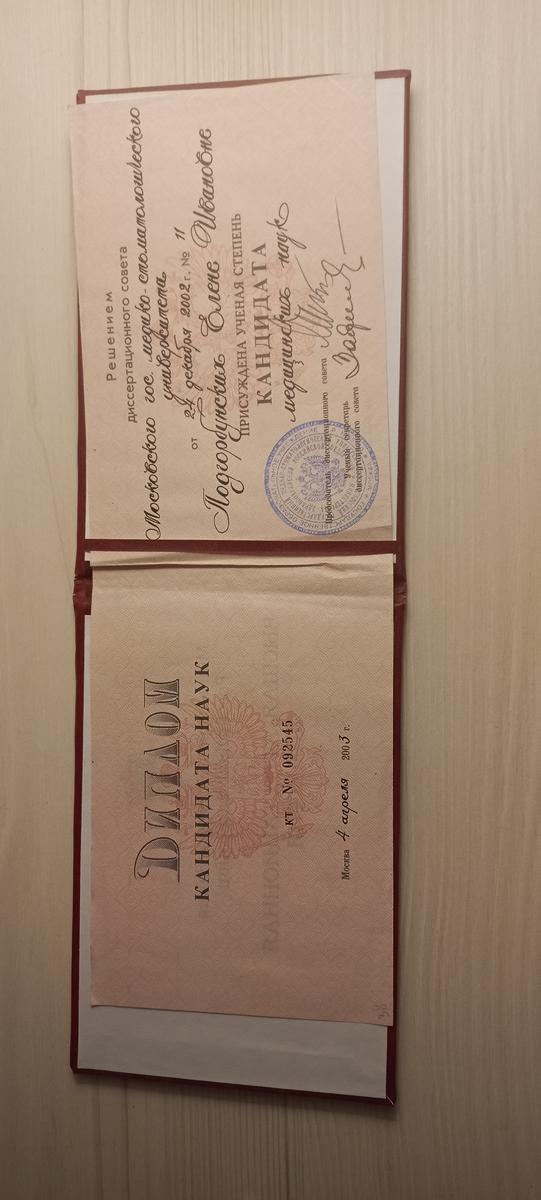 ДИПЛОМ
КАНДИДАТА НАУК
КТ № 092545
Москва 4 апреля 2003 г.
Решением
диссертационного совета
Московского гос. медико-стоматологического
университета
от 24 декабря 2002 г. № 11
Подгорбунских Елене Ивановне
ПРИСУЖДЕНА УЧЕНАЯ СТЕПЕНЬ
КАНДИДАТА
медицинских наук
Председатель диссертационного совета
Ученый секретарь
диссертационного совета
38